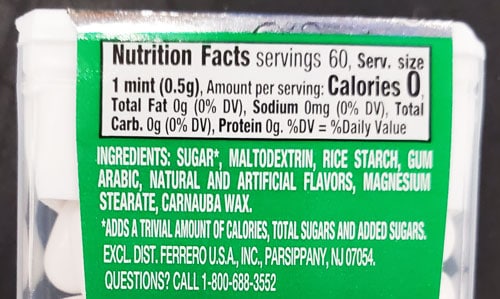 Nutrition Facts servings 60, Serv. size
1 mint (0.5g), Amount per serving: Calories 0,
Total Fat 0g (0% DV), Sodium 0mg (0% DV), Total
Carb. 0g (0% DV), Protein 0g. %DV = %Daily Value
INGREDIENTS: SUGAR*, MALTODEXTRIN, RICE STARCH, GUM
ARABIC, NATURAL AND ARTIFICIAL FLAVORS, MAGNESIUM
STEARATE, CARNAUBA WAX.
*ADDS A TRIVIAL AMOUNT OF CALORIES, TOTAL SUGARS AND ADDED SUGARS.
EXCL. DIST. FERRERO U.S.A., INC., PARSIPPANY, NJ 07054.
QUESTIONS? CALL 1-800-688-3552